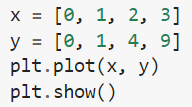 x = [0, 1, 2, 3]
y = [0, 1, 4, 9]
plt.plot(x, y)
plt.show()